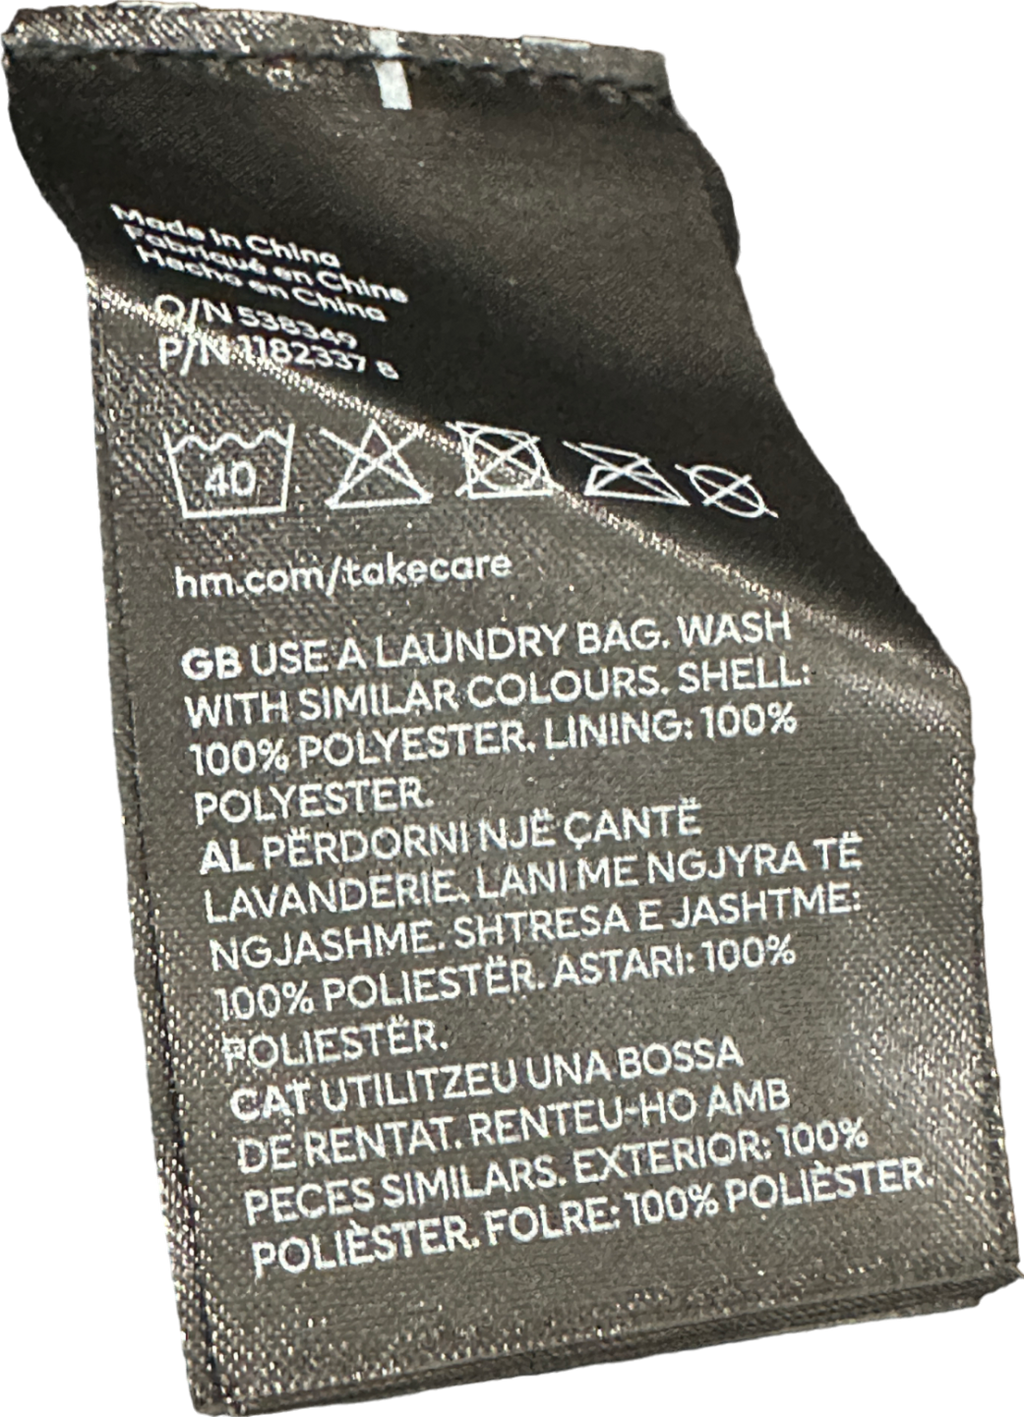 Made in China
Fabriqué en Chine
Hecho en China
O/N 538349
P/N 1182337 8
40
hm.com/takecare
GB USE A LAUNDRY BAG. WASH
WITH SIMILAR COLOURS. SHELL:
100% POLYESTER. LINING: 100%
POLYESTER.
AL PËRDORNI NJË ÇANTË
LAVANDERIE, LANI ME NGJYRA TË
NGJASHME. SHTRESA E JASHTME:
100% POLIESTËR. ASTARI: 100%
POLIESTËR.
CAT UTILITZEU UNA BOSSA
DE RENTAT. RENTEU-HO AMB
PECES SIMILARS. EXTERIOR: 100%
POLIÈSTER. FOLRE: 100% POLIÈSTER.